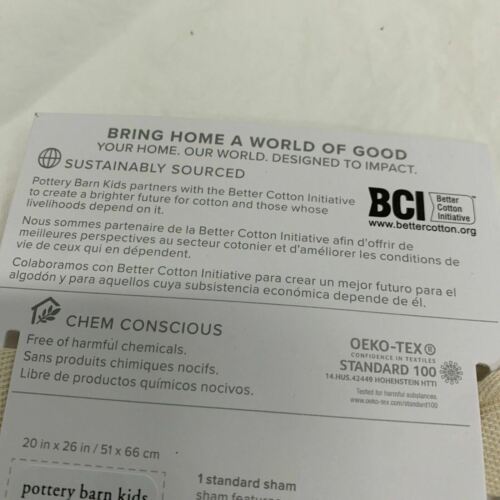 BRING HOME A WORLD OF GOOD
YOUR HOME. OUR WORLD. DESIGNED TO IMPACT.
SUSTAINABLY SOURCED
Pottery Barn Kids partners with the Better Cotton Initiative
to create a brighter future for cotton and those whose
livelihoods depend on it.
BCI Better
Cotton
Initiative
www.bettercotton.org
Nous sommes partenaire de la Better Cotton Initiative afin d'offrir de
meilleures perspectives au secteur cotonier et d'améliorer les conditions de
vie de ceux qui en dépendent.
Colaboramos con Better Cotton Initiative para crear un mejor futuro para el
algodón y para aquellos cuya subsistencia económica depende de él.
CHEM CONSCIOUS
Free of harmful chemicals.
Sans produits chimiques nocifs.
Libre de productos químicos nocivos.
OEKO-TEX®
CONFIDENCE IN TEXTILES
STANDARD 100
14.HUS.42449 HOHENSTEIN HTTI
Tested for harmful substances.
www.oeko-tex.com/standard100
20 in x 26 in / 51 x 66 cm
pottery barn kids
1 standard sham
sham features